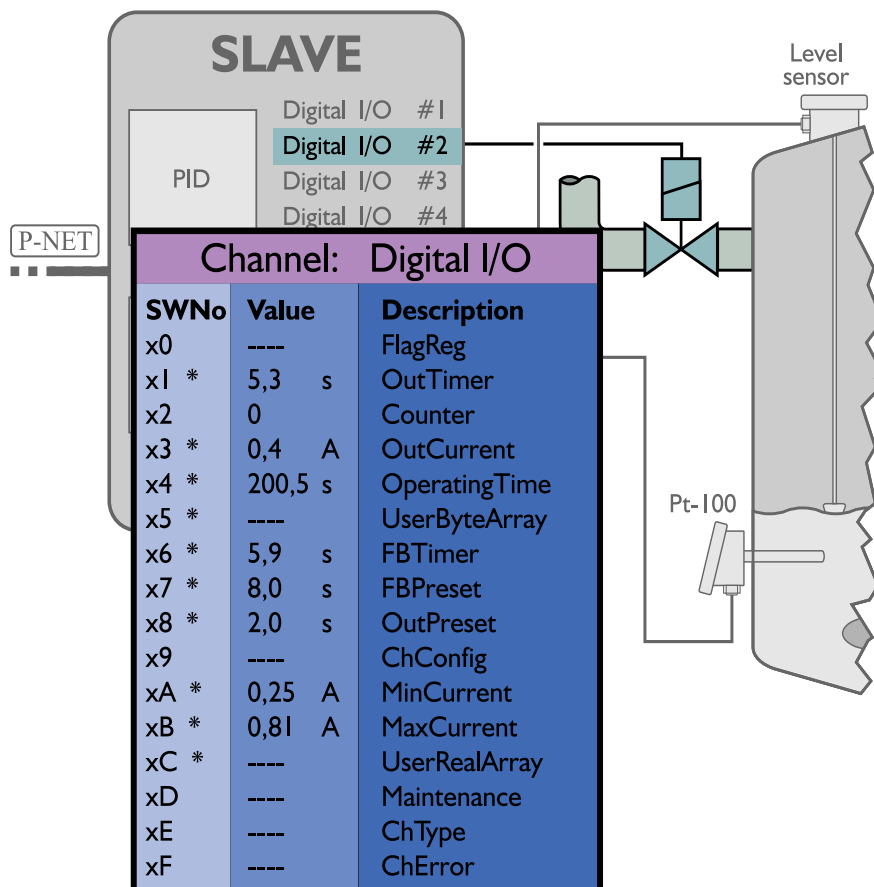 SLAVE
Level
sensor
Digital I/O #1
Digital I/O #2
PID
Digital I/O #3
Digital I/O #4
P-NET
Channel: Digital I/O
SWNo Value Description
x0 ---- FlagReg
x1 * 5,3 s OutTimer
x2 0 Counter
x3 * 0,4 A OutCurrent
x4 * 200,5 s OperatingTime
x5 * ---- UserByteArray
x6 * 5,9 s FBTimer
x7 * 8,0 s FBPreset
x8 * 2,0 s OutPreset
x9 ---- ChConfig
xA * 0,25 A MinCurrent
xB * 0,81 A MaxCurrent
xC * ---- UserRealArray
xD ---- Maintenance
xE ---- ChType
xF ---- ChError
Pt-100